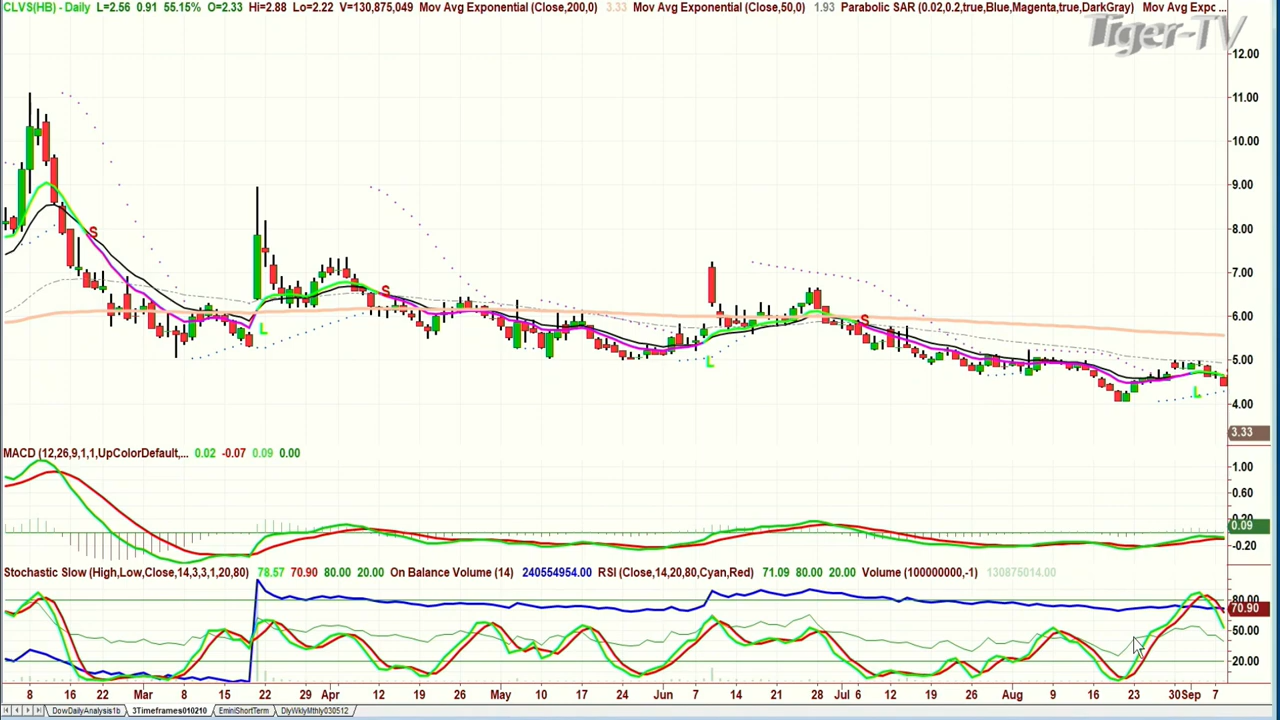 CLVS(HB) - Daily L=2.56 0.91 55.15% O=2.33 Hi=2.88 Lo=2.22 V=130,875,049 Mov Avg Exponential (Close,200,0) 3.33 Mov Avg Exponential (Close,50,0) 1.93 Parabolic SAR (0.02,0.2,true,Blue,Magenta,true,DarkGray) Mov Avg Expc ...
Tiger-TV
12.00
11.00
10.00
9.00
8.00
7.00
6.00
5.00
4.00
3.33
S
L
S
L
S
L
MACD (12,26,9,1,1,UpColorDefault,... 0.02 -0.07 0.09 0.00
1.00
0.60
0.20
0.09
-0.20
Stochastic Slow (High,Low,Close,14,3,3,1,20,80) 78.57 70.90 80.00 20.00 On Balance Volume (14) 240554954.00 RSI (Close,14,20,80,Cyan,Red) 71.09 80.00 20.00 Volume (100000000,-1) 130875014.00
80.00
70.90
50.00
20.00
8 16 22 Mar 8 15 22 29 Apr 12 19 26 May 10 17 24 Jun 7 14 21 28 Jul 6 12 19 26 Aug 9 16 23 30 Sep 7
DowDailyAnalysis1b 3Timeframes010210 EminiShortTerm DlyWklyMthly030512